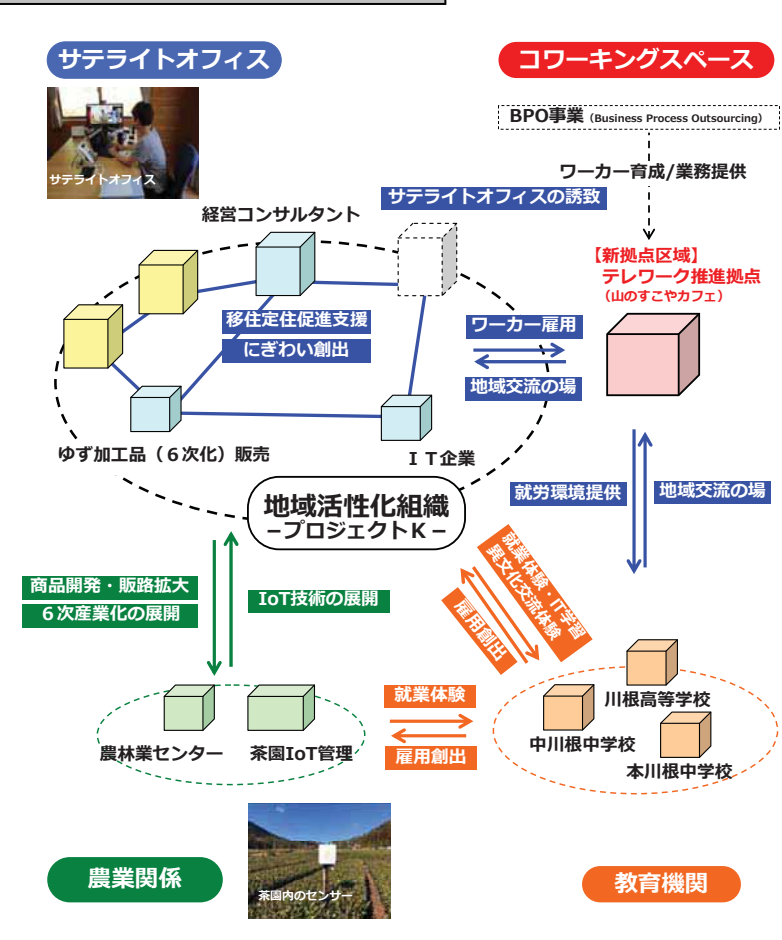 サテライトオフィス
コワーキングスペース
BPO事業（Business Process Outsourcing）
サテライトオフィス
ワーカー育成/業務提供
サテライトオフィスの誘致
経営コンサルタント
【新拠点区域】
テレワーク推進拠点
（山のすこやカフェ）
移住定住促進支援
にぎわい創出
ワーカー雇用
地域交流の場
ゆず加工品（６次化）販売
ＩＴ企業
地域活性化組織
－プロジェクトＫ－
就労環境提供
地域交流の場
商品開発・販路拡大
６次産業化の展開
IoT技術の展開
就業体験・IT学習
異文化交流体験
雇用創出
就業体験
雇用創出
農林業センター
茶園IoT管理
川根高等学校
中川根中学校
本川根中学校
農業関係
茶園内のセンサー
教育機関